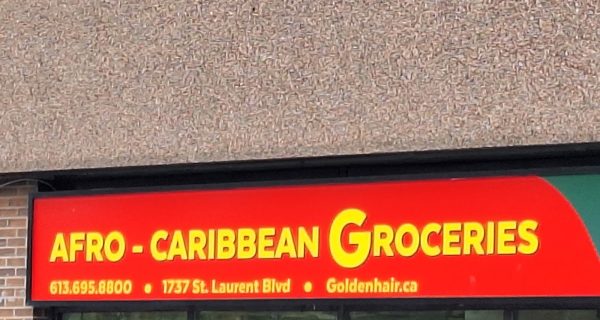 AFRO - CARIBBEAN GROCERIES
613.695.8800 • 1737 St. Laurent Blvd • Goldenhair.ca